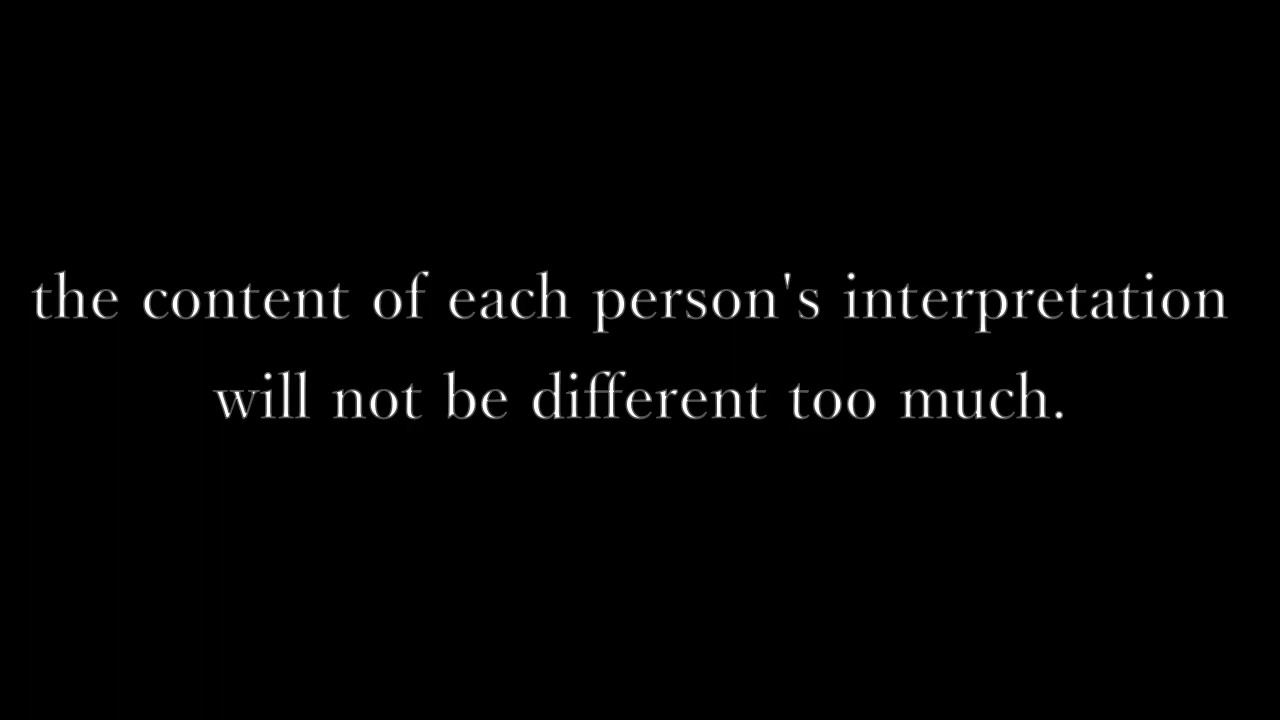 the content of each person's interpretation
will not be different too much.